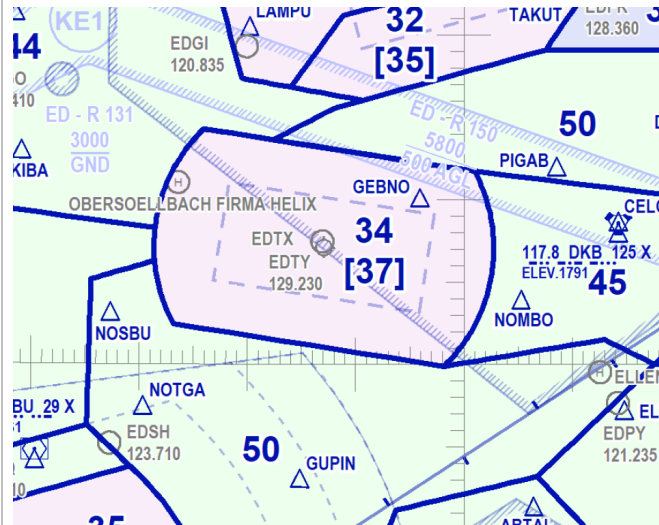 LAMPU
32
[35]
TAKUT
128.360
KE1
EDGI
120.835
44
ED - R 131
3000
GND
ED - R 150
5800
500 AGL
50
PIGAB
KIBA
GEBNO
OBERSOELLBACH FIRMA HELIX
34
[37]
EDTX
EDTY
129.230
117.8 DKB 125 X
ELEV.1791
45
NOMBO
NOSBU
NOTGA
BU 29 X
EDSH
123.710
50
GUPIN
EDPY
121.235